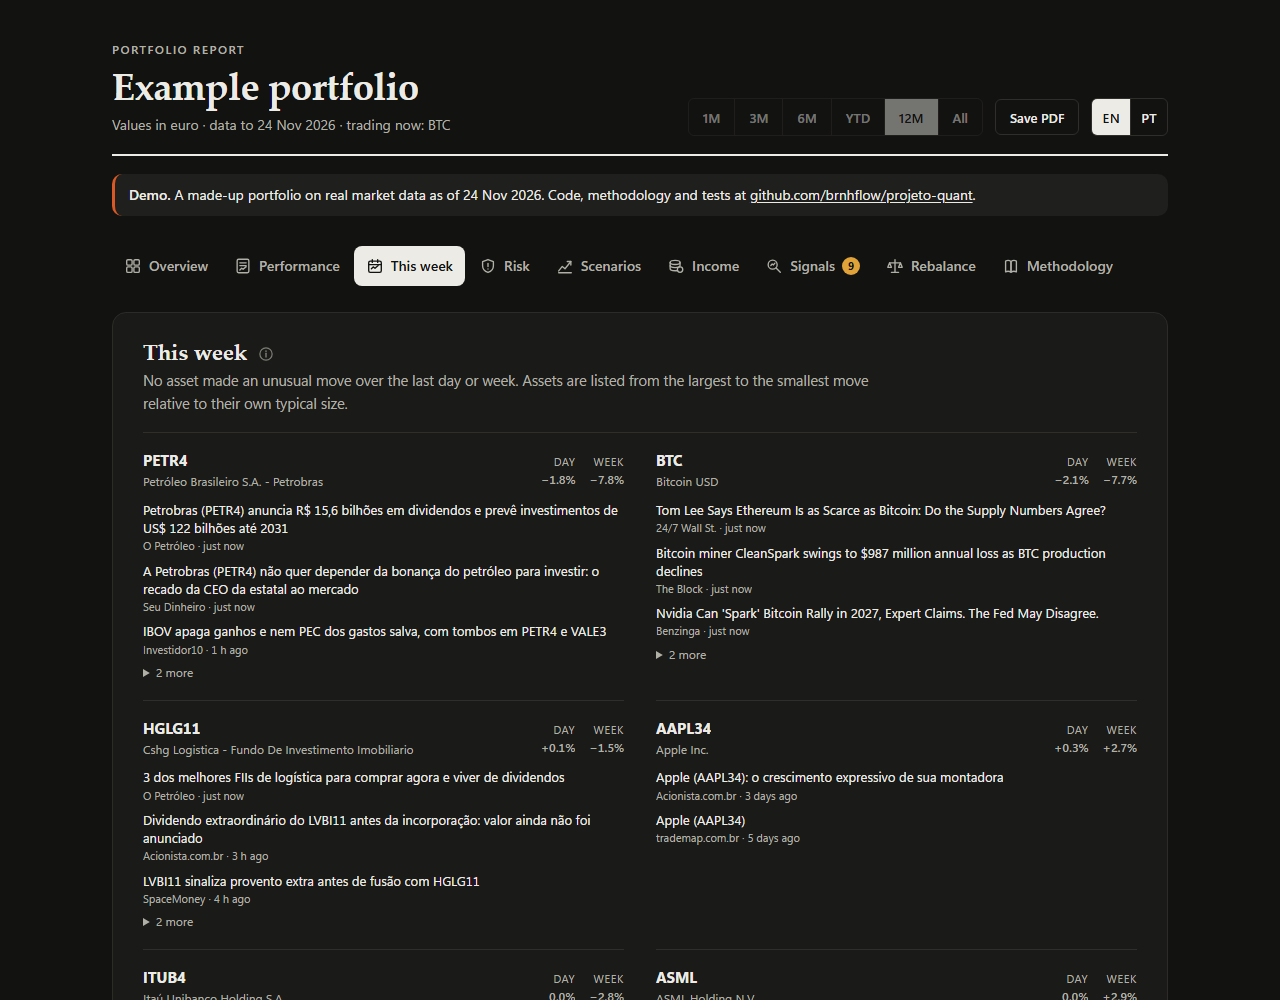 PORTFOLIO REPORT
Example portfolio
Values in euro · data to 24 Nov 2026 · trading now: BTC
1M 3M 6M YTD 12M All Save PDF EN PT
Demo. A made-up portfolio on real market data as of 24 Nov 2026. Code, methodology and tests at github.com/brnhflow/projeto-quant.
Overview Performance This week Risk Scenarios Income Signals 9 Rebalance Methodology
This week
No asset made an unusual move over the last day or week. Assets are listed from the largest to the smallest move
relative to their own typical size.
PETR4 DAY WEEK
Petróleo Brasileiro S.A. - Petrobras −1.8% −7.8%
Petrobras (PETR4) anuncia R$ 15,6 bilhões em dividendos e prevê investimentos de
US$ 122 bilhões até 2031
O Petróleo · just now
A Petrobras (PETR4) não quer depender da bonança do petróleo para investir: o
recado da CEO da estatal ao mercado
Seu Dinheiro · just now
IBOV apaga ganhos e nem PEC dos gastos salva, com tombos em PETR4 e VALE3
Investidor10 · 1 h ago
2 more
BTC DAY WEEK
Bitcoin USD −2.1% −7.7%
Tom Lee Says Ethereum Is as Scarce as Bitcoin: Do the Supply Numbers Agree?
24/7 Wall St. · just now
Bitcoin miner CleanSpark swings to $987 million annual loss as BTC production
declines
The Block · just now
Nvidia Can 'Spark' Bitcoin Rally in 2027, Expert Claims. The Fed May Disagree.
Benzinga · just now
2 more
HGLG11 DAY WEEK
Cshg Logistica - Fundo De Investimento Imobiliario +0.1% −1.5%
3 dos melhores FIIs de logística para comprar agora e viver de dividendos
O Petróleo · just now
Dividendo extraordinário do LVBI11 antes da incorporação: valor ainda não foi
anunciado
Acionista.com.br · 3 h ago
LVBI11 sinaliza provento extra antes de fusão com HGLG11
SpaceMoney · 4 h ago
2 more
AAPL34 DAY WEEK
Apple Inc. +0.3% +2.7%
Apple (AAPL34): o crescimento expressivo de sua montadora
Acionista.com.br · 3 days ago
Apple (AAPL34)
trademap.com.br · 5 days ago
ITUB4 DAY WEEK
Itaú Unibanco Holding S.A. 0.0% −2.8%
ASML DAY WEEK
ASML Holding N.V. 0.0% +2.9%